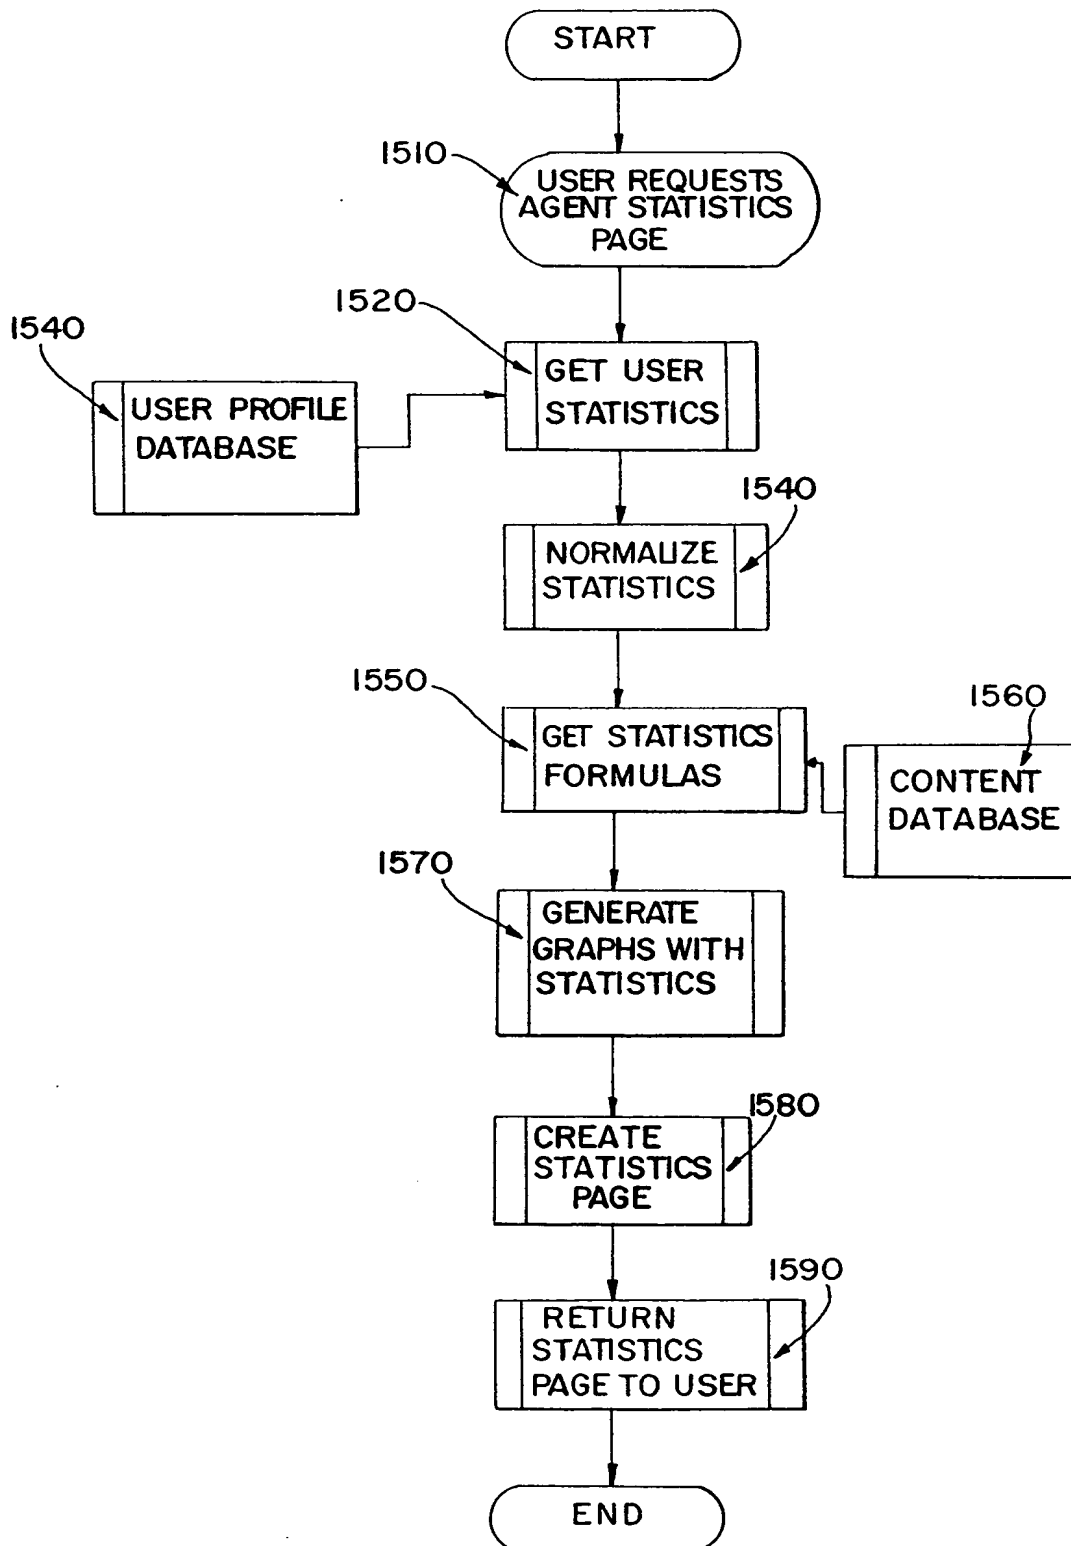 START
1510
USER REQUESTS
AGENT STATISTICS
PAGE
1520
GET USER
STATISTICS
1540
USER PROFILE
DATABASE
1540
NORMALIZE
STATISTICS
1550
GET STATISTICS
FORMULAS
1560
CONTENT
DATABASE
1570
GENERATE
GRAPHS WITH
STATISTICS
1580
CREATE
STATISTICS
PAGE
1590
RETURN
STATISTICS
PAGE TO USER
END